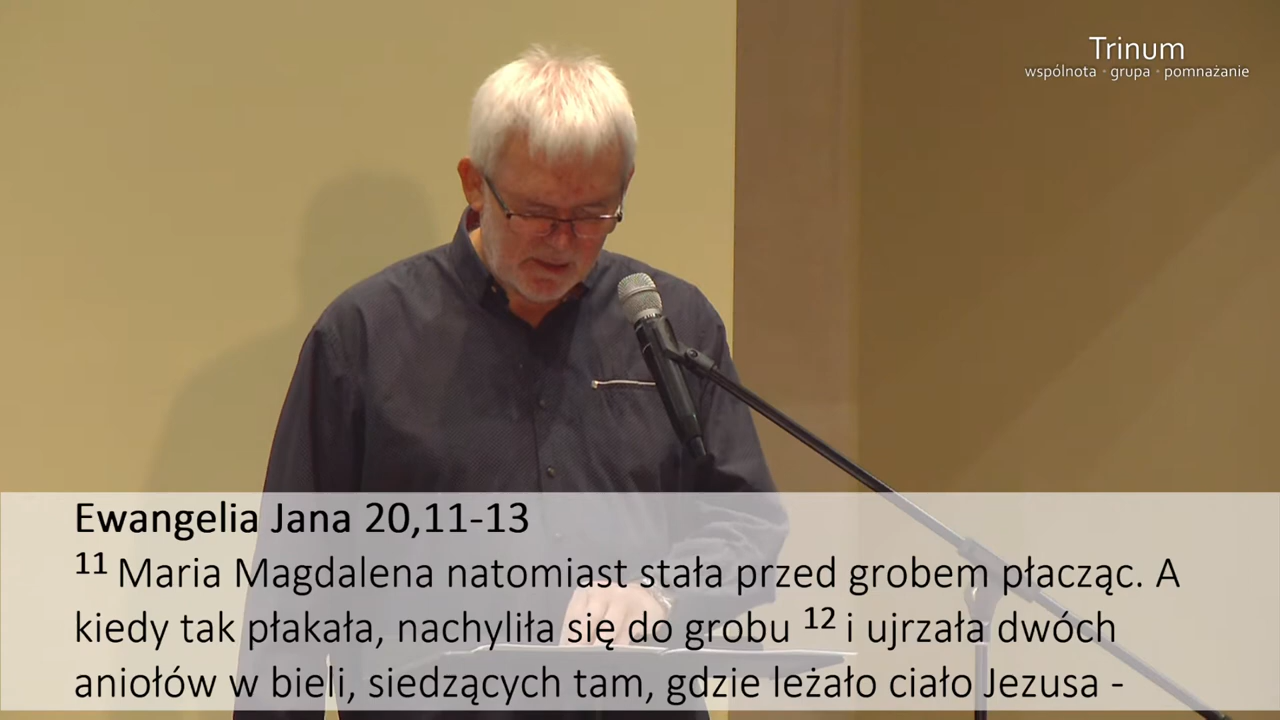 Trinum
wspólnota • grupa • pomnażanie
Ewangelia Jana 20,11-13
11 Maria Magdalena natomiast stała przed grobem płacząc. A
kiedy tak płakała, nachyliła się do grobu 12 i ujrzała dwóch
aniołów w bieli, siedzących tam, gdzie leżało ciało Jezusa -